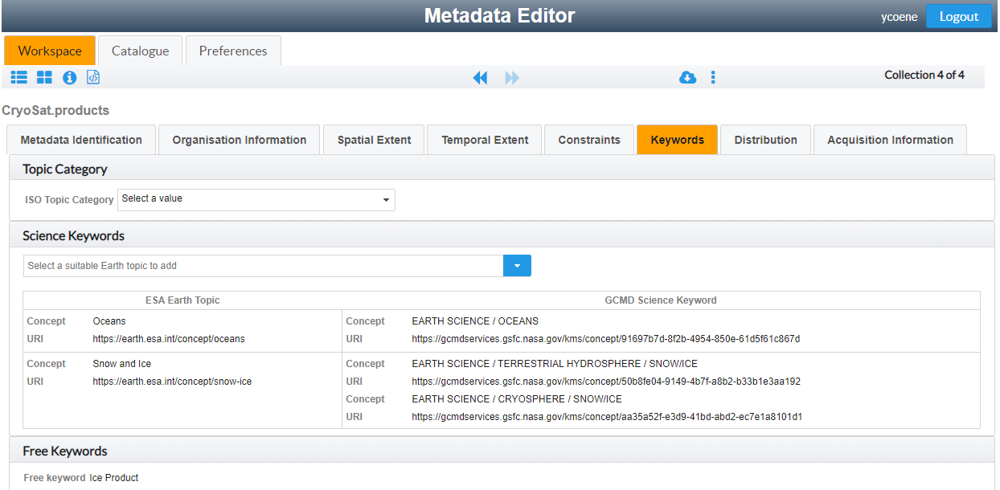 Metadata Editor
ycoene
Logout
Workspace
Catalogue
Preferences
Collection 4 of 4
CryoSat.products
Metadata Identification
Organisation Information
Spatial Extent
Temporal Extent
Constraints
Keywords
Distribution
Acquisition Information
Topic Category
ISO Topic Category Select a value
Science Keywords
Select a suitable Earth topic to add
ESA Earth Topic
GCMD Science Keyword
Concept Oceans
URI https://earth.esa.int/concept/oceans
Concept EARTH SCIENCE / OCEANS
URI https://gcmdservices.gsfc.nasa.gov/kms/concept/91697b7d-8f2b-4954-850e-61d5f61c867d
Concept Snow and Ice
URI https://earth.esa.int/concept/snow-ice
Concept EARTH SCIENCE / TERRESTRIAL HYDROSPHERE / SNOW/ICE
URI https://gcmdservices.gsfc.nasa.gov/kms/concept/50b8fe04-9149-4b7f-a8b2-b33b1e3aa192
Concept EARTH SCIENCE / CRYOSPHERE / SNOW/ICE
URI https://gcmdservices.gsfc.nasa.gov/kms/concept/aa35a52f-e3d9-41bd-abd2-ec7e1a8101d1
Free Keywords
Free keyword Ice Product